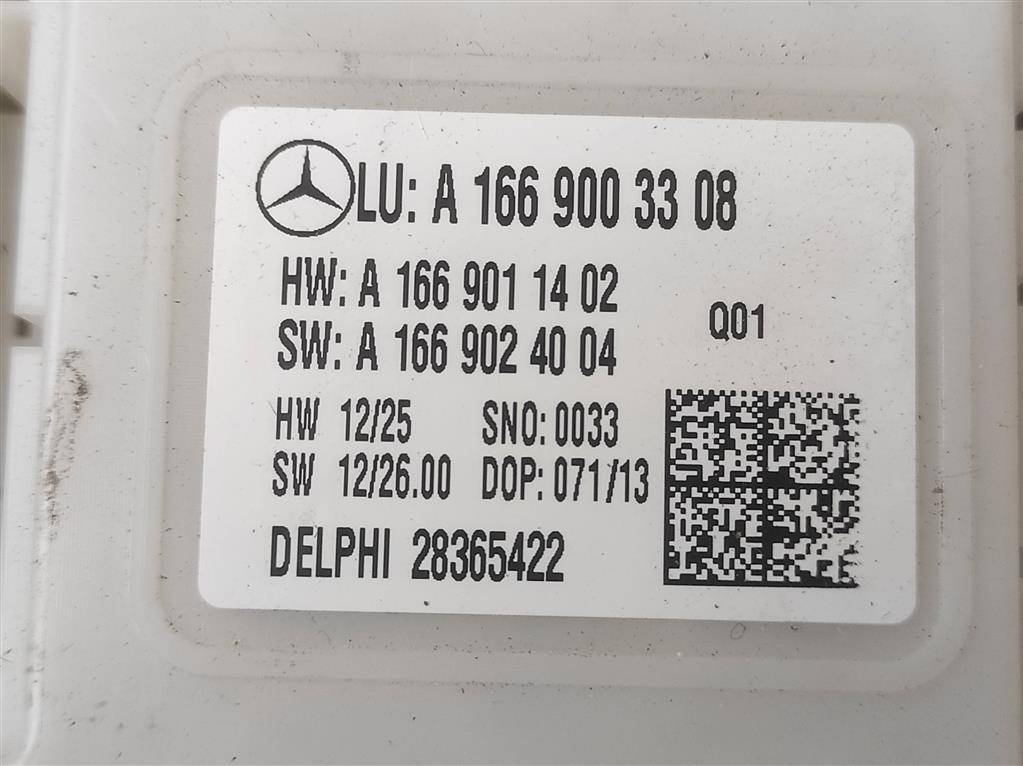 LU: A 166 900 33 08
HW: A 166 901 14 02
SW: A 166 902 40 04
Q01
HW 12/25 SNO: 0033
SW 12/26.00 DOP: 071/13
DELPHI 28365422